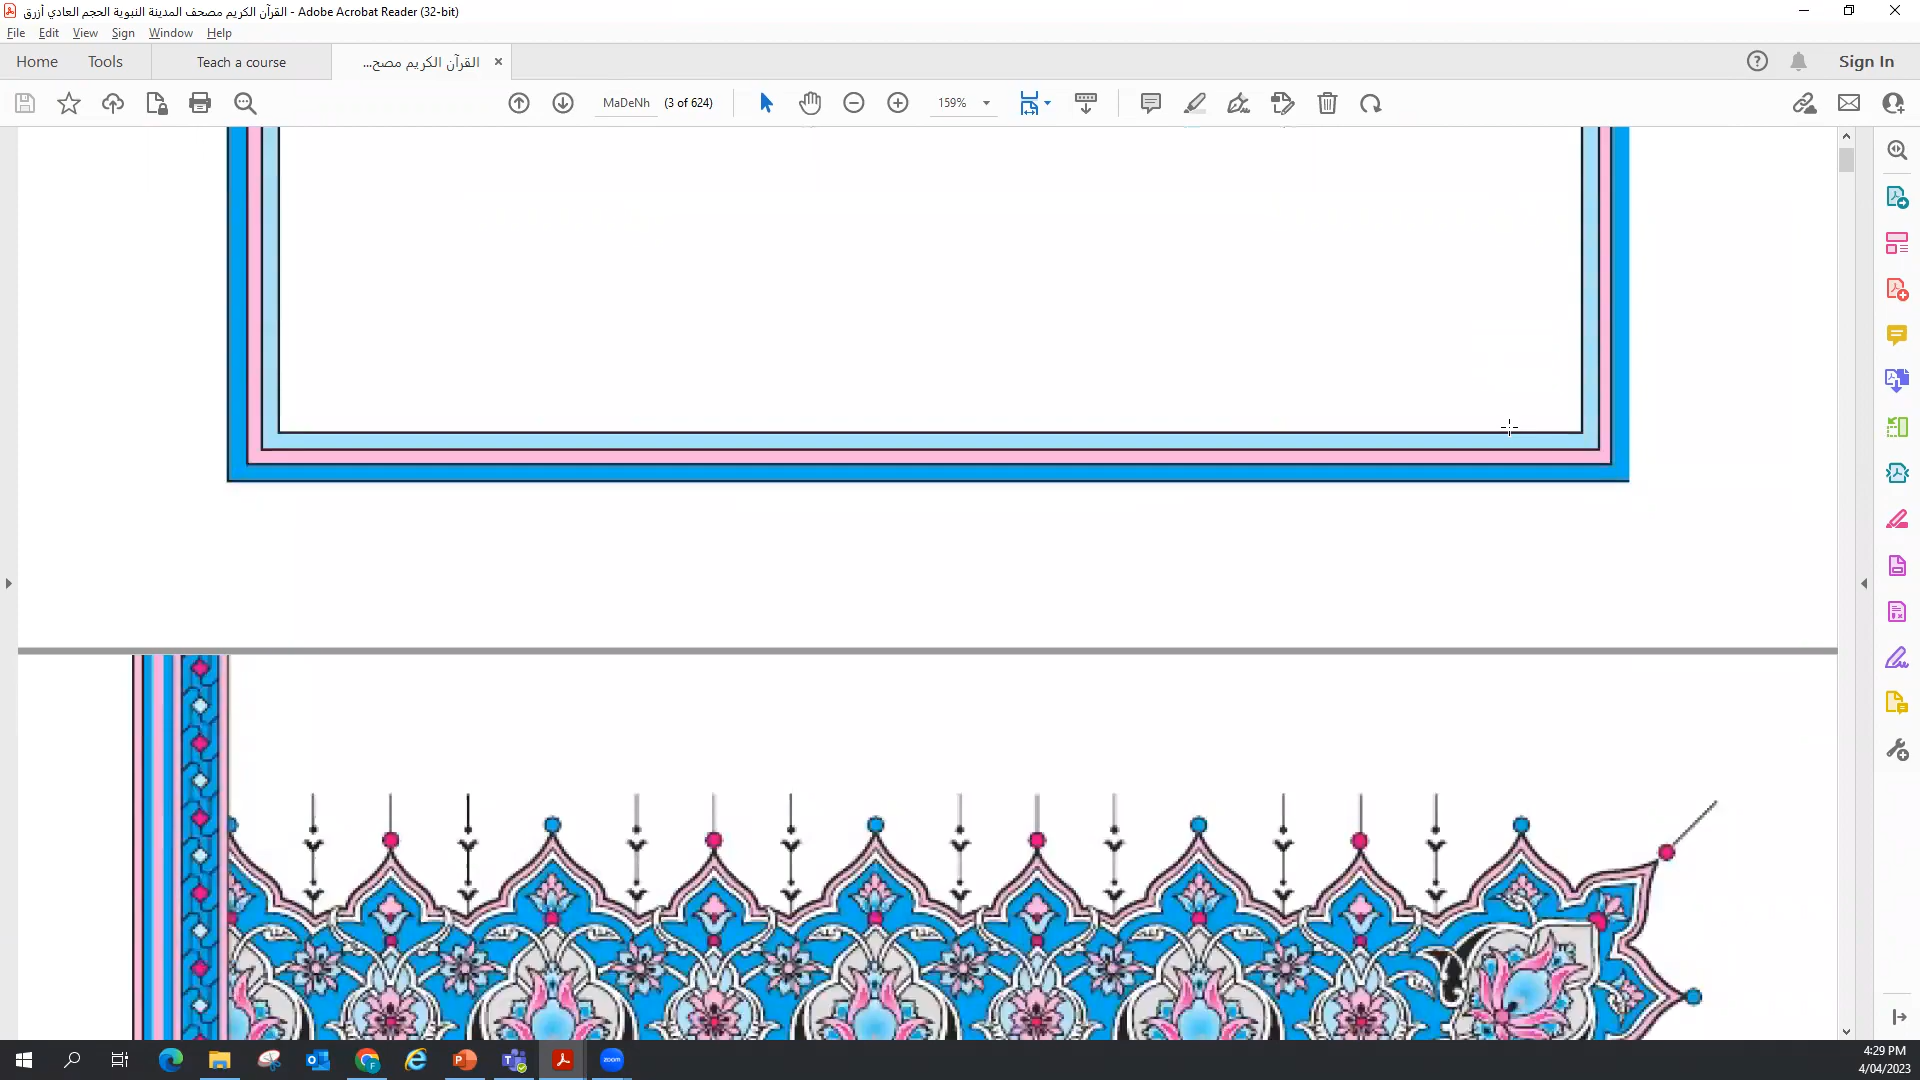 القرآن الكريم مصحف المدينة النبوية الحجم العادي أزرق - Adobe Acrobat Reader (32-bit)
File Edit View Sign Window Help
Home Tools Teach a course القرآن الكريم مصح... × Sign In
MaDeNh (3 of 624) 159%
zoom
4:29 PM
4/04/2023